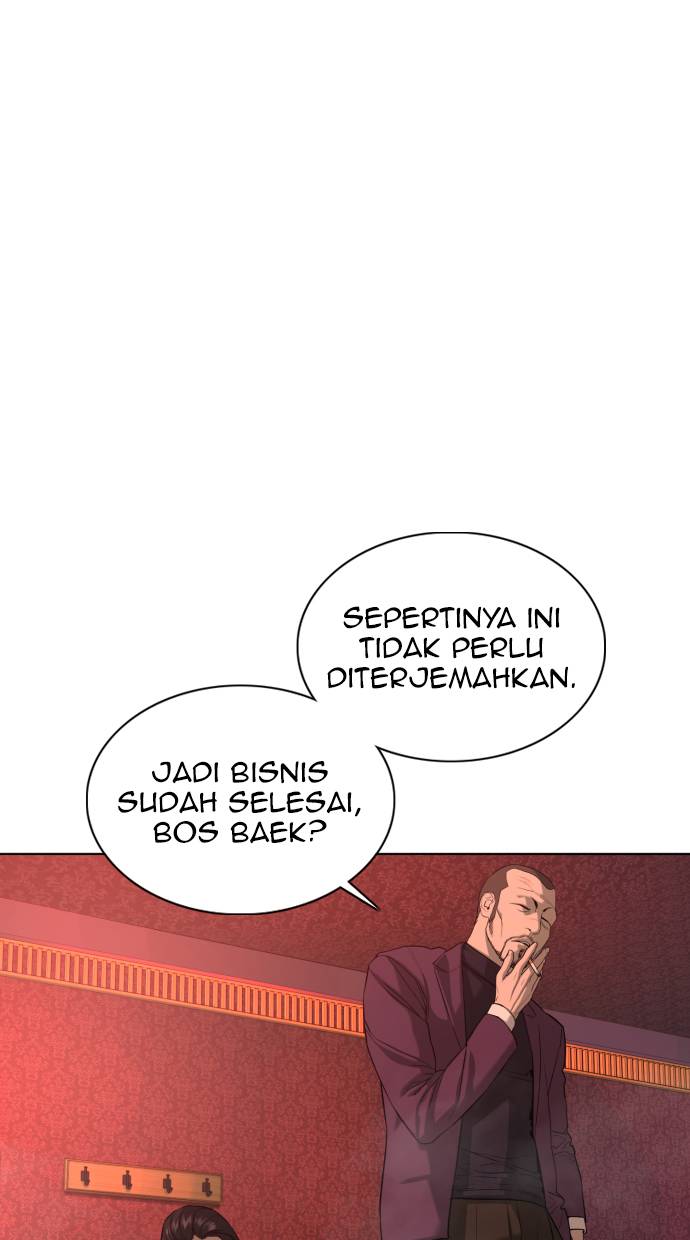 SEPERTINYA INI
TIDAK PERLU
DITERJEMAHKAN.
JADI BISNIS
SUDAH SELESAI,
BOS BAEK?